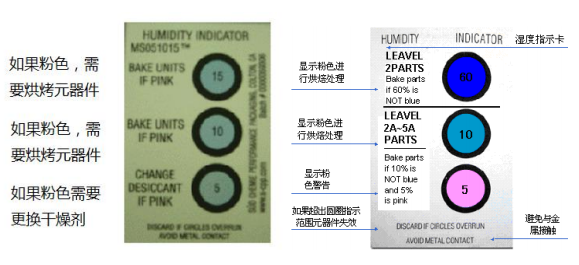 如果粉色，需
要烘烤元器件
如果粉色，需
要烘烤元器件
如果粉色需要
更换干燥剂
HUMIDITY INDICATOR
MS051015™
BAKE UNITS
IF PINK
15
BAKE UNITS
IF PINK
10
CHANGE
DESICCANT
IF PINK
5
DISCARD IF CIRCLES OVERRUN
AVOID METAL CONTACT
SÜD CHEMIE PERFORMANCE PACKAGING, COLTON, CA
显示粉色进
行烘焙处理
显示粉色进
行烘焙处理
显示粉
色警告
如果超出圆圈指示
范围元器件失效
HUMIDITY INDICATOR
LEAVEL
2PARTS
Bake parts
if 60% is
NOT blue
60
LEAVEL
2A~5A
PARTS
Bake parts
if 10% is
NOT blue
and 5%
is pink
10
5
DISCARD IF CIRCLES OVERRUN
AVOID METAL CONTACT
湿度指示卡
避免与金
属接触